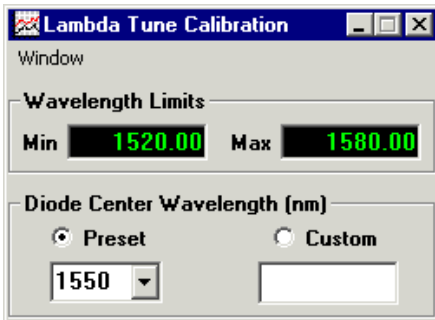 Lambda Tune Calibration
Window
Wavelength Limits
Min 1520.00 Max 1580.00
Diode Center Wavelength (nm)
Preset Custom
1550